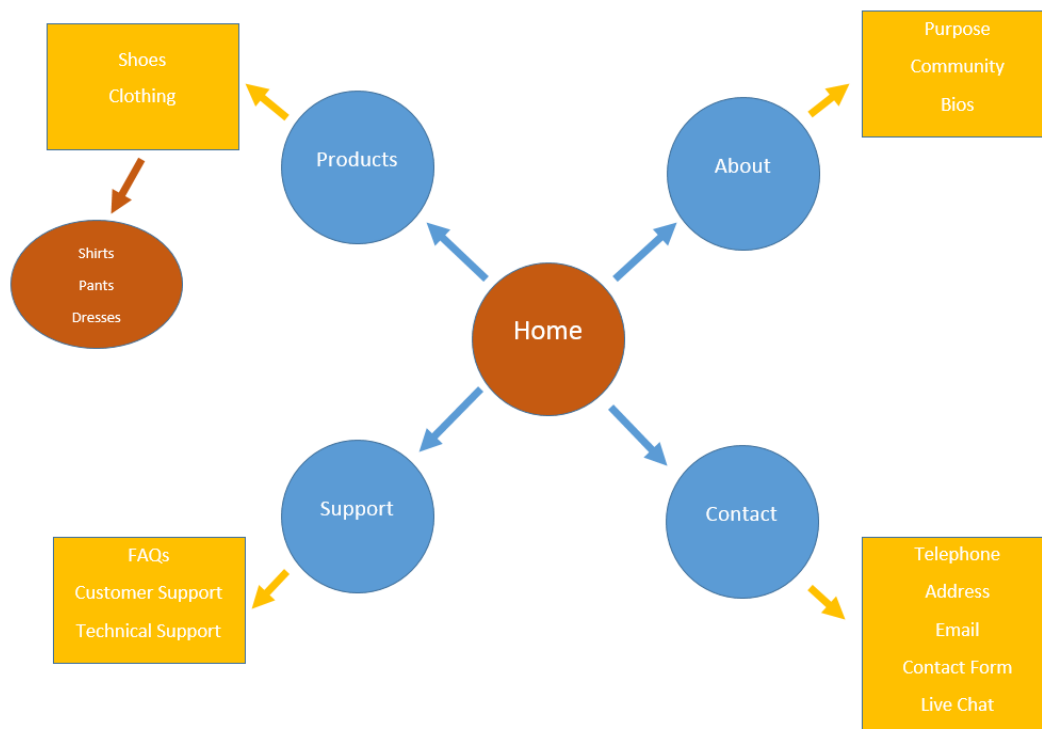 Shoes
Clothing
Products
Shirts
Pants
Dresses
Purpose
Community
Bios
About
Home
Support
FAQs
Customer Support
Technical Support
Contact
Telephone
Address
Email
Contact Form
Live Chat